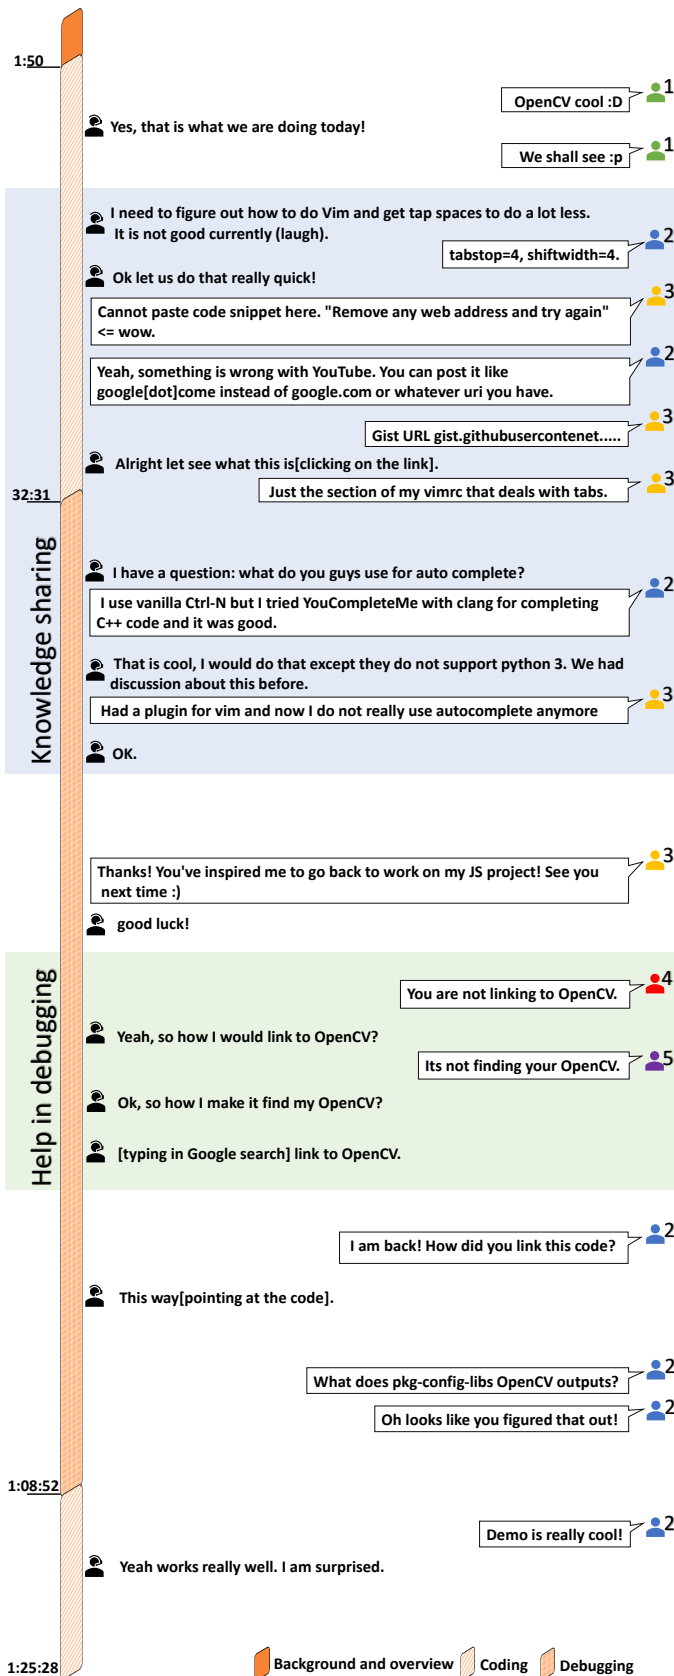 1:50
1
OpenCV cool :D
Yes, that is what we are doing today!
1
We shall see :p
Knowledge sharing
I need to figure out how to do Vim and get tap spaces to do a lot less.
It is not good currently (laugh).
2
tabstop=4, shiftwidth=4.
Ok let us do that really quick!
3
Cannot paste code snippet here. "Remove any web address and try again"
<= wow.
2
Yeah, something is wrong with YouTube. You can post it like
google[dot]come instead of google.com or whatever uri you have.
3
Gist URL gist.githubusercontenet.....
Alright let see what this is[clicking on the link].
3
Just the section of my vimrc that deals with tabs.
32:31
I have a question: what do you guys use for auto complete?
2
I use vanilla Ctrl-N but I tried YouCompleteMe with clang for completing
C++ code and it was good.
That is cool, I would do that except they do not support python 3. We had
discussion about this before.
3
Had a plugin for vim and now I do not really use autocomplete anymore
OK.
3
Thanks! You've inspired me to go back to work on my JS project! See you
next time :)
good luck!
Help in debugging
4
You are not linking to OpenCV.
Yeah, so how I would link to OpenCV?
5
Its not finding your OpenCV.
Ok, so how I make it find my OpenCV?
[typing in Google search] link to OpenCV.
2
I am back! How did you link this code?
This way[pointing at the code].
2
What does pkg-config-libs OpenCV outputs?
2
Oh looks like you figured that out!
1:08:52
2
Demo is really cool!
Yeah works really well. I am surprised.
1:25:28
Background and overview
Coding
Debugging